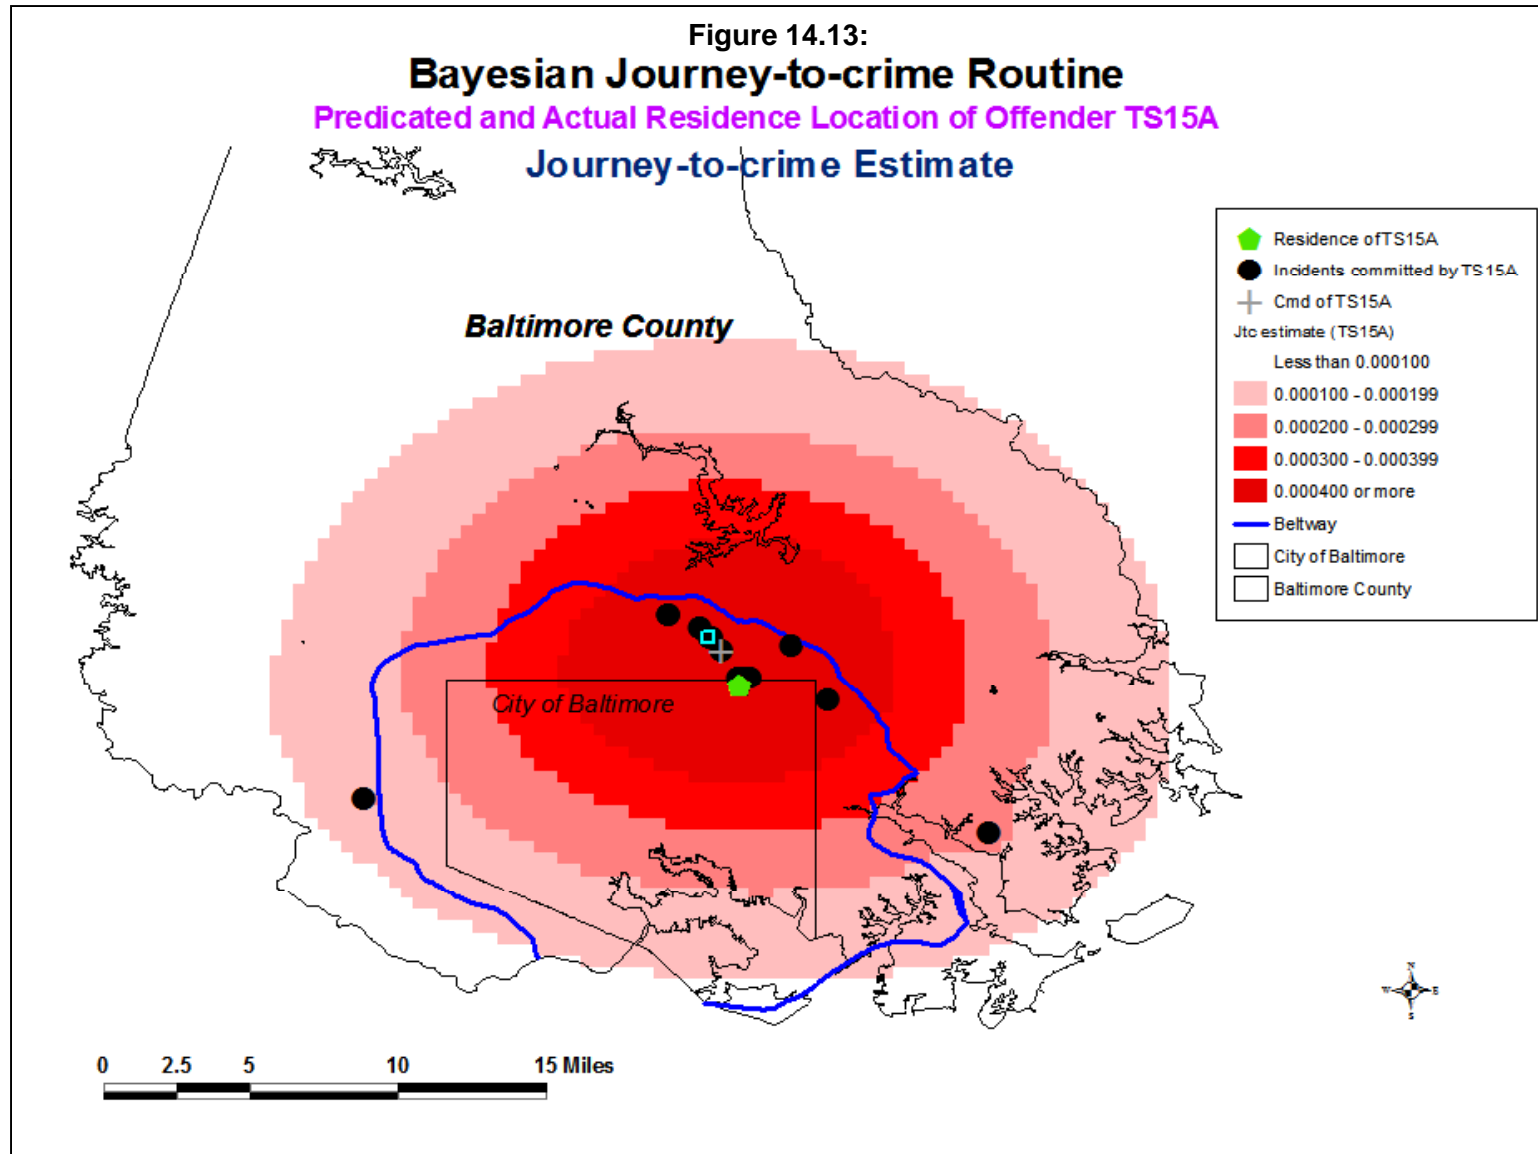 Figure 14.13:
Bayesian Journey-to-crime Routine
Predicated and Actual Residence Location of Offender TS15A
Journey-to-crime Estimate
Residence of TS15A
Incidents committed by TS15A
Cmd of TS15A
Jtc estimate (TS15A)
Less than 0.000100
0.000100 - 0.000199
0.000200 - 0.000299
0.000300 - 0.000399
0.000400 or more
Beltway
City of Baltimore
Baltimore County
Baltimore County
City of Baltimore
N
W E
S
0 2.5 5 10 15 Miles